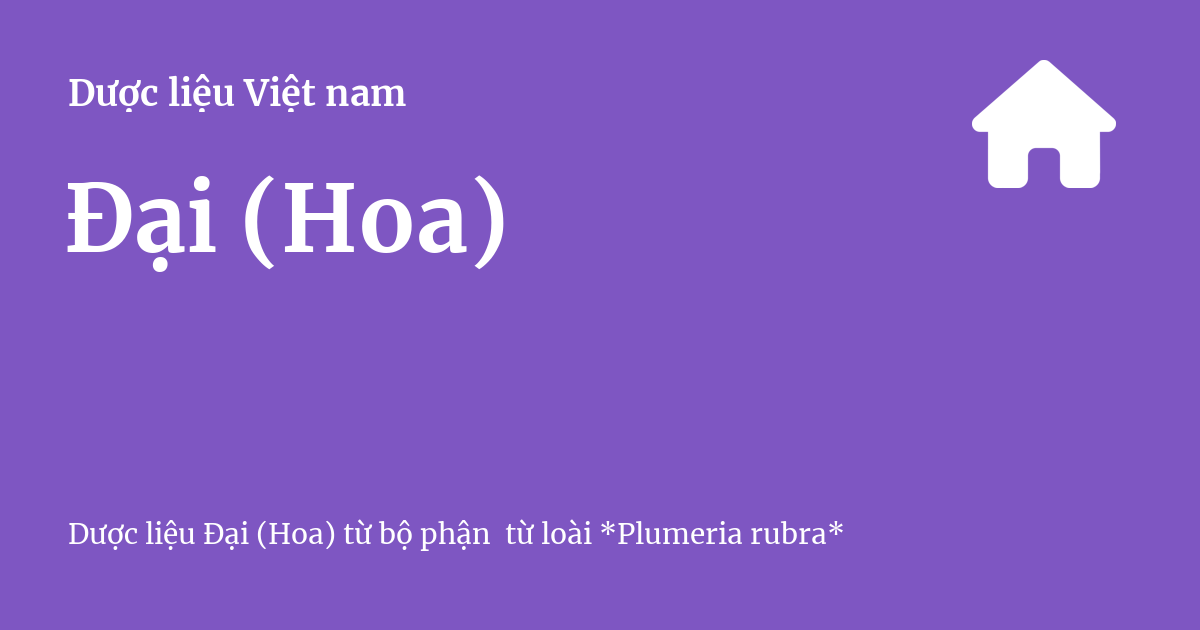 Dược liệu Việt nam
Đại (Hoa)
Dược liệu Đại (Hoa) từ bộ phận  từ loài *Plumeria rubra*